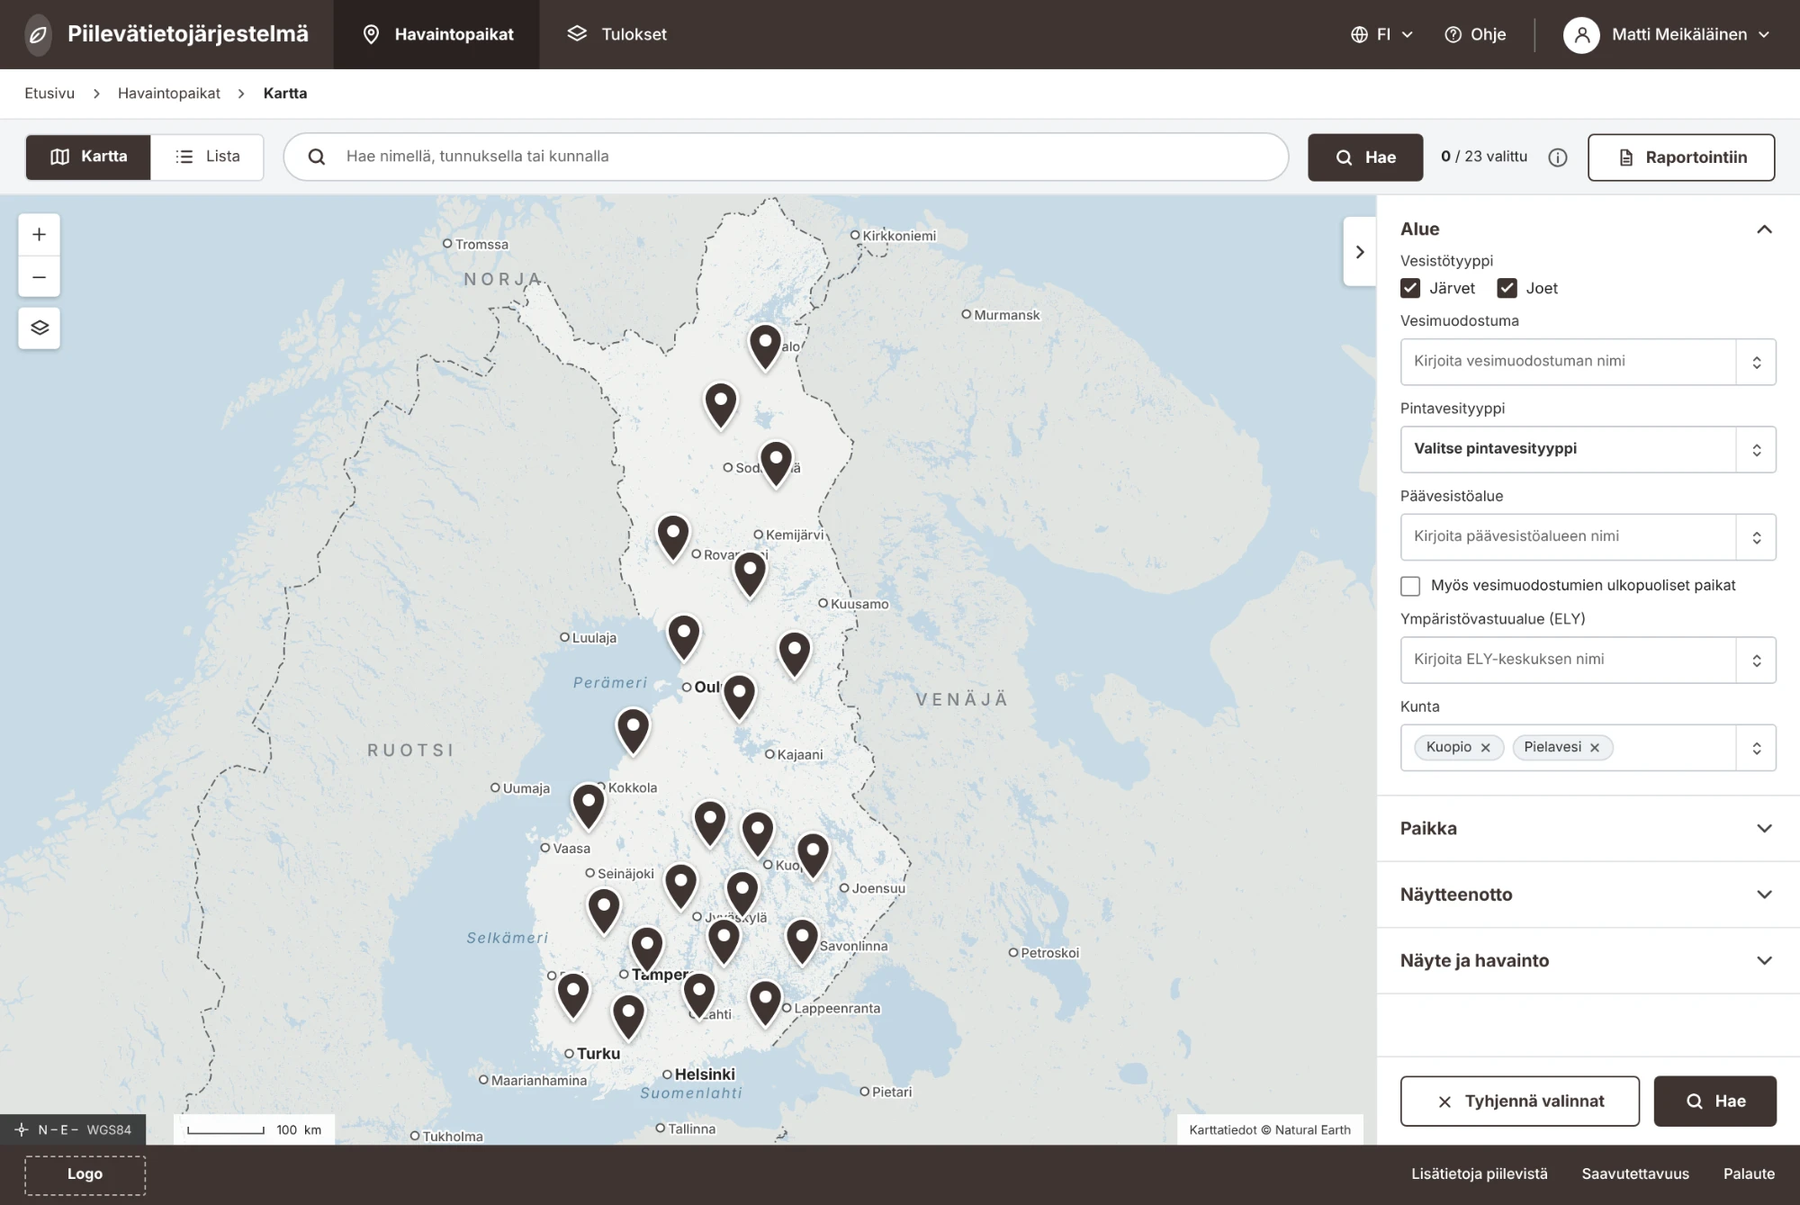 Piilevätietojärjestelmä
Havaintopaikat
Tulokset
FI
Ohje
Matti Meikäläinen
Etusivu
Havaintopaikat
Kartta
Kartta
Lista
Hae nimellä, tunnuksella tai kunnalla
Hae
0 / 23 valittu
Raportointiin
Tromssa
Kirkkoniemi
NORJA
Murmansk
Kemijärvi
Kuusamo
Luulaja
Perämeri
VENÄJÄ
RUOTSI
Kajaani
Uumaja
Kokkola
Vaasa
Seinäjoki
Joensuu
Jyväskylä
Selkämeri
Savonlinna
Petroskoi
Lappeenranta
Turku
Helsinki
Maarianhamina
Suomenlahti
Pietari
Tallinna
Tukholma
N – E – WGS84
100 km
Karttatiedot © Natural Earth
Alue
Vesistötyyppi
Järvet
Joet
Vesimuodostuma
Kirjoita vesimuodostuman nimi
Pintavesityyppi
Valitse pintavesityyppi
Päävesistöalue
Kirjoita päävesistöalueen nimi
Myös vesimuodostumien ulkopuoliset paikat
Ympäristövastuualue (ELY)
Kirjoita ELY-keskuksen nimi
Kunta
Kuopio
Pielavesi
Paikka
Näytteenotto
Näyte ja havainto
Tyhjennä valinnat
Hae
Logo
Lisätietoja piilevistä
Saavutettavuus
Palaute